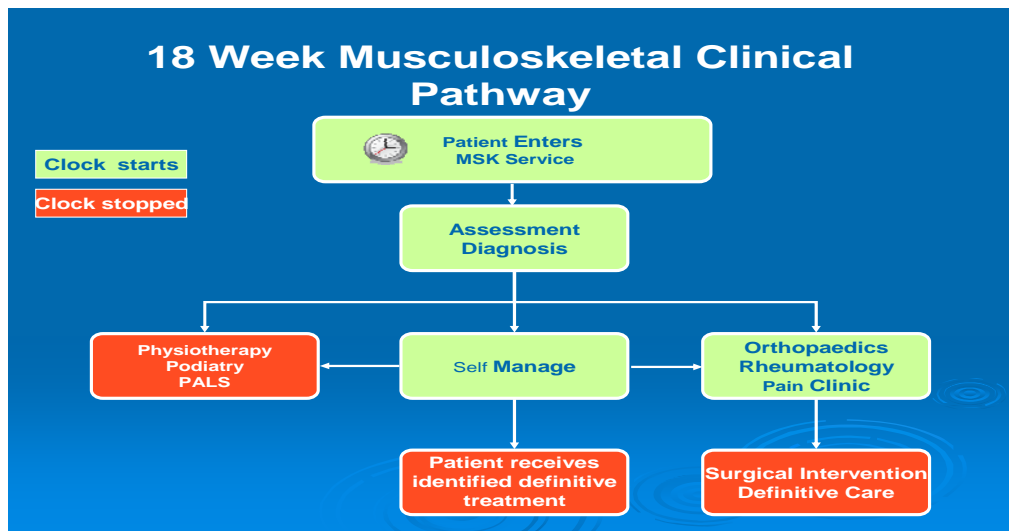 18 Week Musculoskeletal Clinical
Pathway
Patient Enters
MSK Service
Clock starts
Clock stopped
Assessment
Diagnosis
Physiotherapy
Podiatry
PALS
Self Manage
Orthopaedics
Rheumatology
Pain Clinic
Patient receives
identified definitive
treatment
Surgical Intervention
Definitive Care